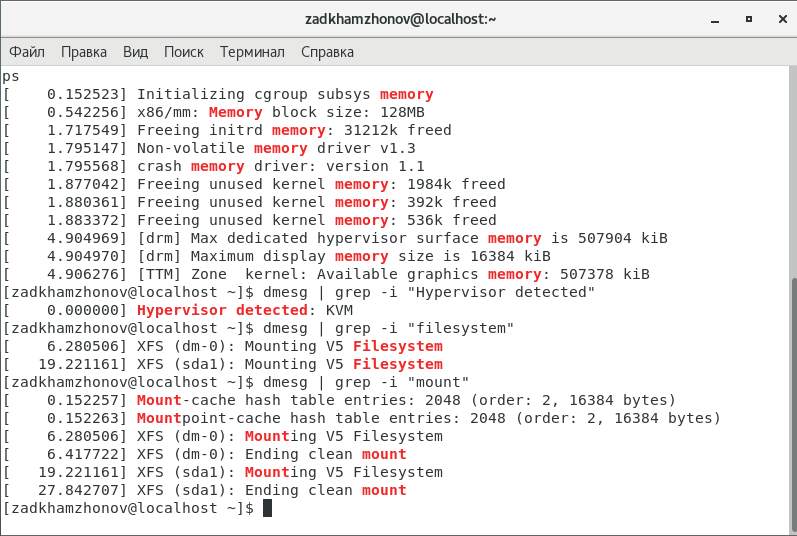 zadkhamzhonov@localhost:~
Файл Правка Вид Поиск Терминал Справка
ps
[    0.152523] Initializing cgroup subsys memory
[    0.542256] x86/mm: Memory block size: 128MB
[    1.717549] Freeing initrd memory: 31212k freed
[    1.795147] Non-volatile memory driver v1.3
[    1.795568] crash memory driver: version 1.1
[    1.877042] Freeing unused kernel memory: 1984k freed
[    1.880361] Freeing unused kernel memory: 392k freed
[    1.883372] Freeing unused kernel memory: 536k freed
[    4.904969] [drm] Max dedicated hypervisor surface memory is 507904 kiB
[    4.904970] [drm] Maximum display memory size is 16384 kiB
[    4.906276] [TTM] Zone  kernel: Available graphics memory: 507378 kiB
[zadkhamzhonov@localhost ~]$ dmesg | grep -i "Hypervisor detected"
[    0.000000] Hypervisor detected: KVM
[zadkhamzhonov@localhost ~]$ dmesg | grep -i "filesystem"
[    6.280506] XFS (dm-0): Mounting V5 Filesystem
[   19.221161] XFS (sda1): Mounting V5 Filesystem
[zadkhamzhonov@localhost ~]$ dmesg | grep -i "mount"
[    0.152257] Mount-cache hash table entries: 2048 (order: 2, 16384 bytes)
[    0.152263] Mountpoint-cache hash table entries: 2048 (order: 2, 16384 bytes)
[    6.280506] XFS (dm-0): Mounting V5 Filesystem
[    6.417722] XFS (dm-0): Ending clean mount
[   19.221161] XFS (sda1): Mounting V5 Filesystem
[   27.842707] XFS (sda1): Ending clean mount
[zadkhamzhonov@localhost ~]$